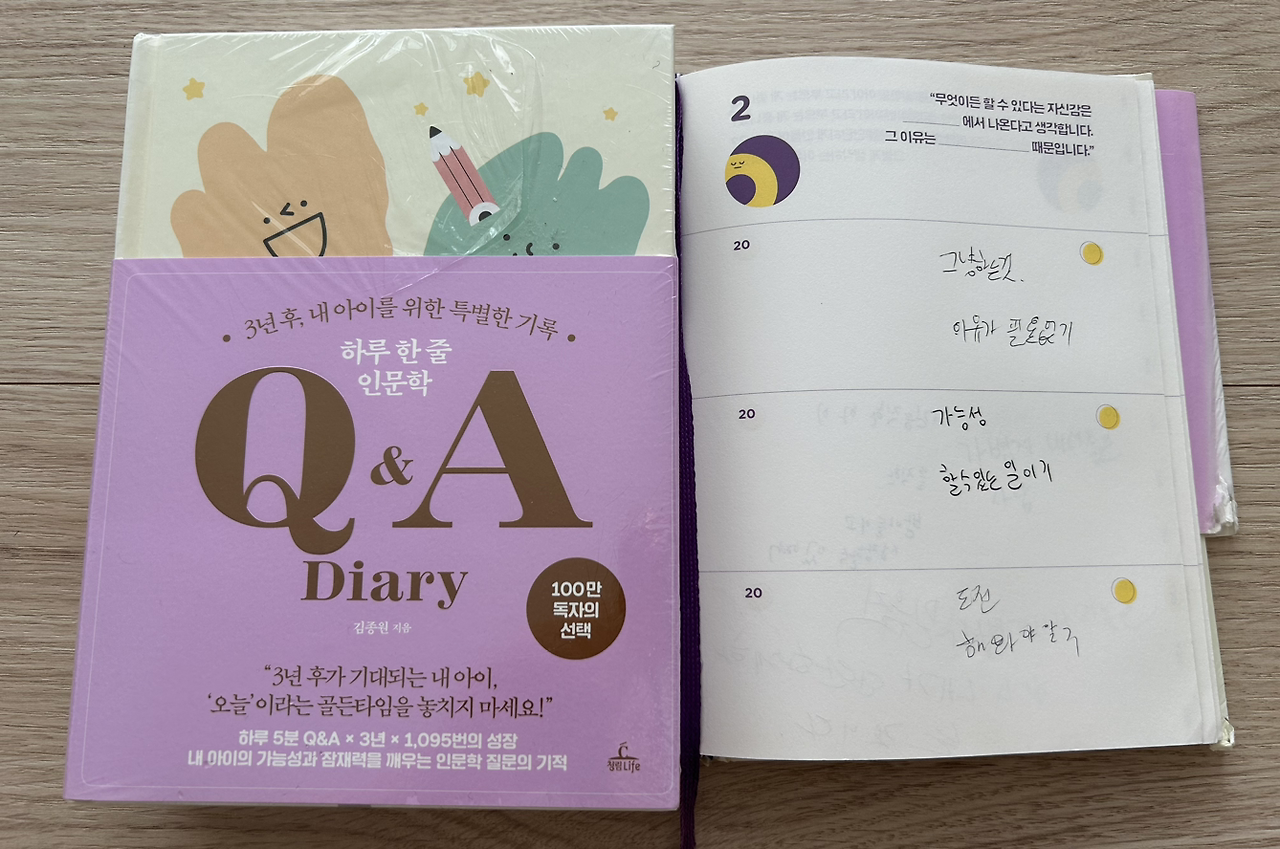 3년 후, 내 아이를 위한 특별한 기록
하루 한 줄
인문학
Q&A
Diary
100만
독자의
선택
김종원 지음
“3년 후가 기대되는 내 아이,
‘오늘’이라는 골든타임을 놓치지 마세요!”
하루 5분 Q&A × 3년 × 1,095번의 성장
내 아이의 가능성과 잠재력을 깨우는 인문학 질문의 기적
청림Life
2
“무엇이든 할 수 있다는 자신감은
에서 나온다고 생각합니다.
그 이유는 때문입니다.”
20
그냥하는것.
이유가 필요없기
20
가능성
할수있는 일이기
20
도전
해봐야 알기